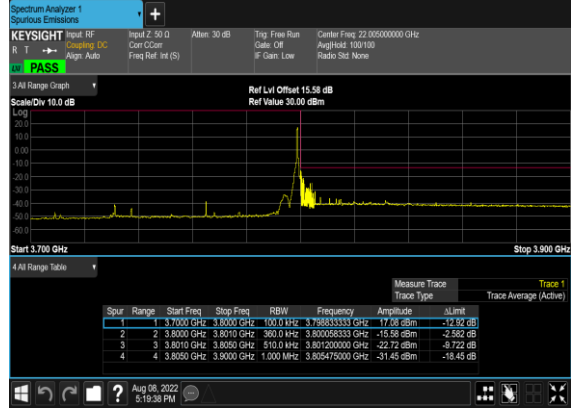 Spectrum Analyzer 1
Spurious Emissions
+
KEYSIGHT Input: RF Input Z: 50 Ω Atten: 30 dB Trig: Free Run Center Freq: 22.005000000 GHz
R T Coupling: DC Corr CCorr Gate: Off Avg|Hold: 100/100
Align: Auto Freq Ref: Int (S) IF Gain: Low Radio Std: None
PASS
3 All Range Graph
Ref Lvl Offset 15.58 dB
Scale/Div 10.0 dB Ref Value 30.00 dBm
Log
20.0
10.0
0.00
-10.0
-20.0
-30.0
-40.0
-50.0
-60.0
Start 3.700 GHz Stop 3.900 GHz
4 All Range Table
Measure Trace Trace 1
Trace Type Trace Average (Active)
Spur Range Start Freq Stop Freq RBW Frequency Amplitude ΔLimit
1 1 3.7000 GHz 3.8000 GHz 100.0 kHz 3.798833333 GHz 17.08 dBm -12.92 dB
2 2 3.8000 GHz 3.8010 GHz 360.0 kHz 3.800058333 GHz -15.58 dBm -2.582 dB
3 3 3.8010 GHz 3.8050 GHz 510.0 kHz 3.801200000 GHz -22.72 dBm -9.722 dB
4 4 3.8050 GHz 3.9000 GHz 1.000 MHz 3.805475000 GHz -31.45 dBm -18.45 dB
? Aug 08, 2022
5:19:38 PM